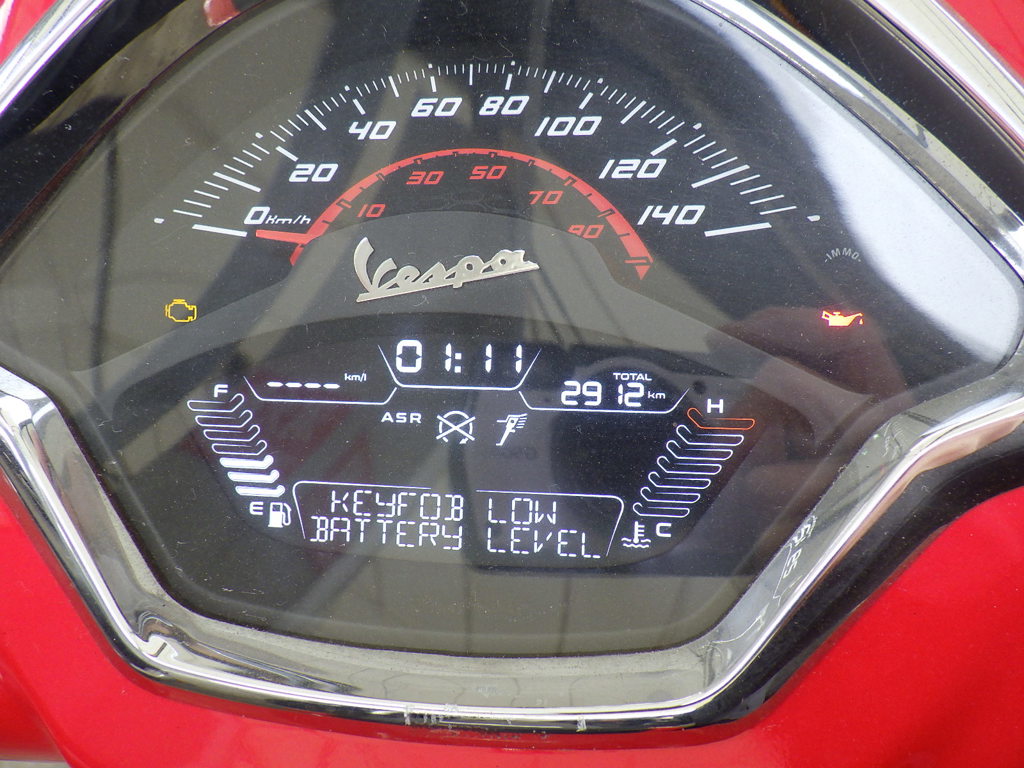 60 80
40 100
20 120
0 km/h 140
30 50
10 70
90
Vespa
IMMO
01:11
---- km/l
TOTAL
2912 km
F
H
ASR
E
C
KEYFOB LOW
BATTERY LEVEL